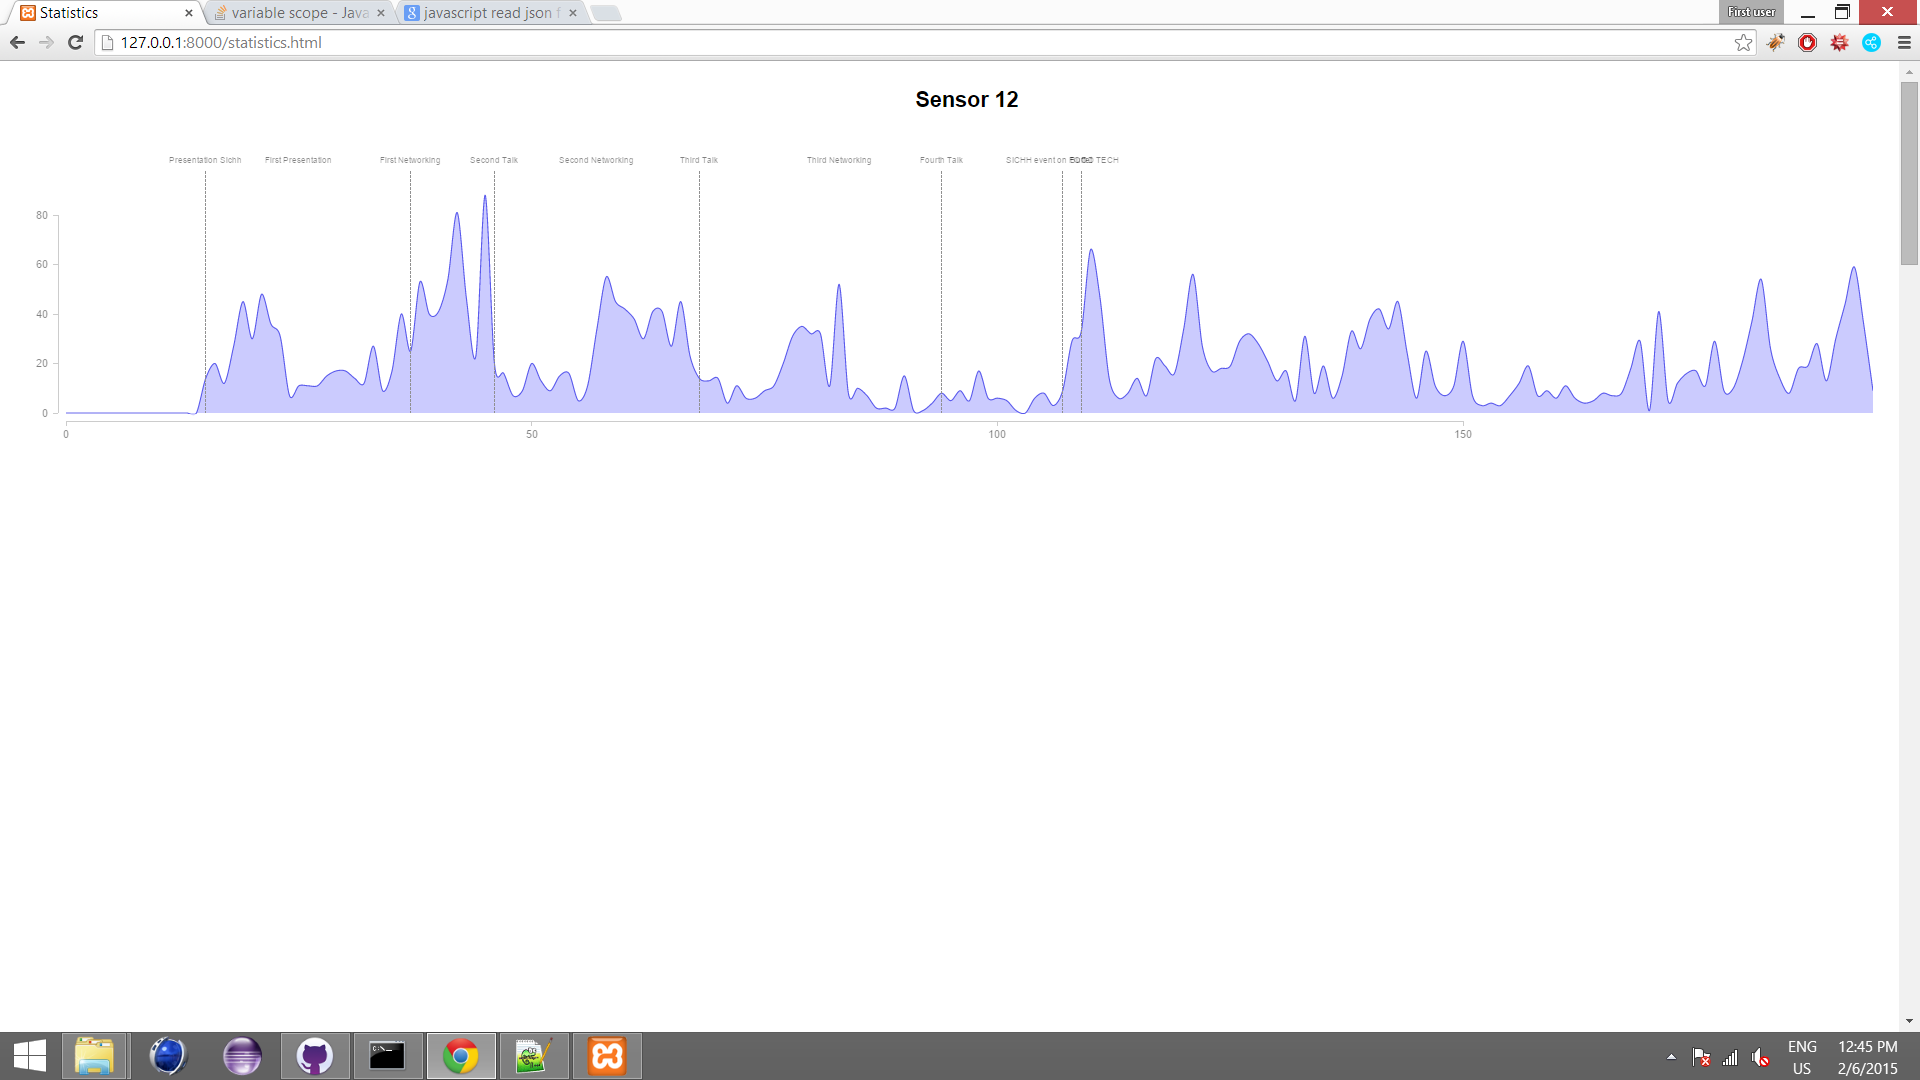 Statistics
variable scope - Java
javascript read json f
First user
127.0.0.1:8000/statistics.html
Sensor 12
Presentation Sichh
First Presentation
First Networking
Second Talk
Second Networking
Third Talk
Third Networking
Fourth Talk
SICHH event on
TECH
80
60
40
20
0
0
50
100
150
ENG
US
12:45 PM
2/6/2015